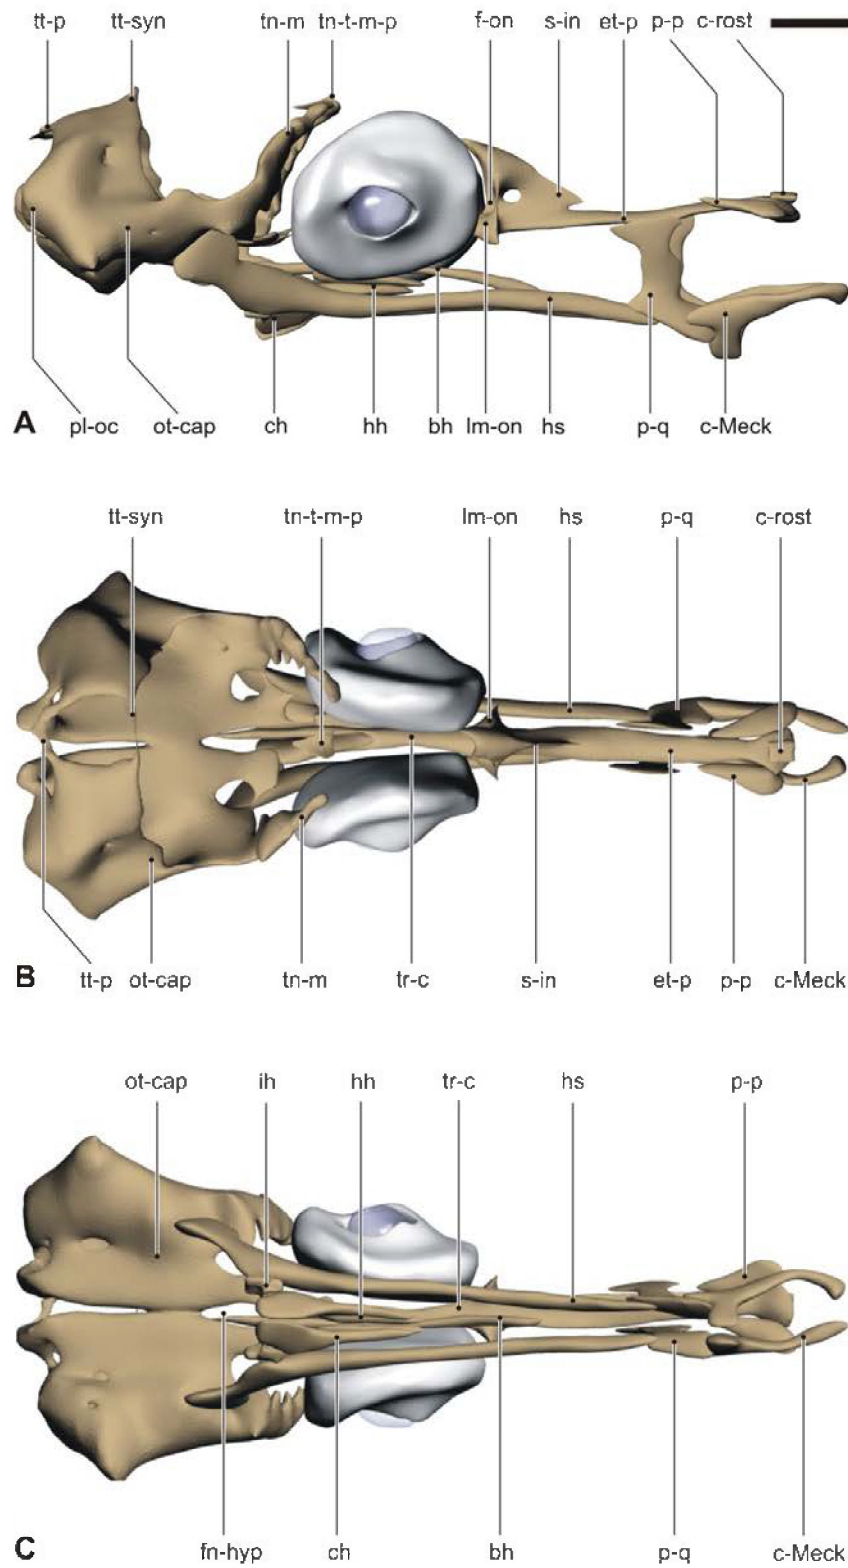 tt-p tt-syn tn-m tn-t-m-p f-on s-in et-p p-p c-rost
A pl-oc ot-cap ch hh bh lm-on hs p-q c-Meck
tt-syn tn-t-m-p lm-on hs p-q c-rost
B tt-p ot-cap tn-m tr-c s-in et-p p-p c-Meck
ot-cap ih hh tr-c hs p-p
C fn-hyp ch bh p-q c-Meck